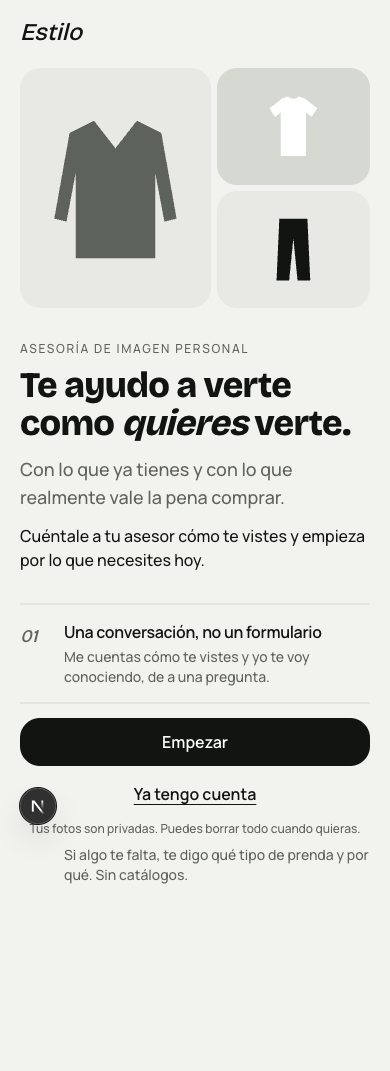 Estilo
ASESORÍA DE IMAGEN PERSONAL
Te ayudo a verte
como quieres verte.
Con lo que ya tienes y con lo que
realmente vale la pena comprar.
Cuéntale a tu asesor cómo te vistes y empieza
por lo que necesites hoy.
01
Una conversación, no un formulario
Me cuentas cómo te vistes y yo te voy
conociendo, de a una pregunta.
Empezar
Ya tengo cuenta
N
Tus fotos son privadas. Puedes borrar todo cuando quieras.
Si algo te falta, te digo qué tipo de prenda y por
qué. Sin catálogos.